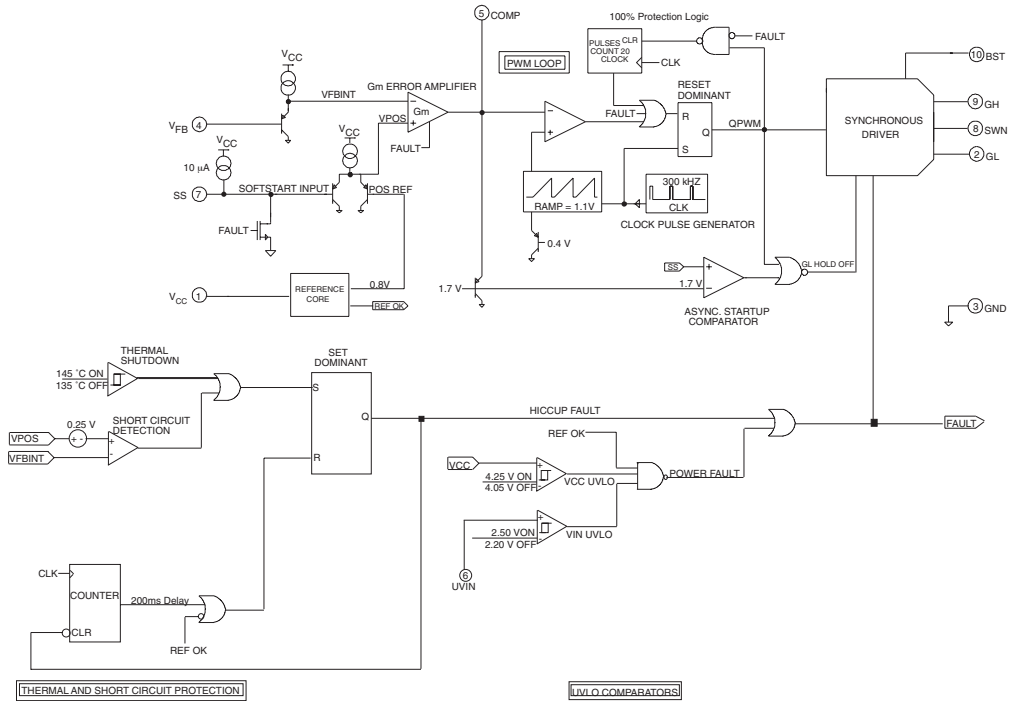 5 COMP
100% Protection Logic
PULSES CLR
COUNT 20
CLOCK
CLK
FAULT
PWM LOOP
10 BST
VCC
VFBINT
Gm ERROR AMPLIFIER
Gm
VPOS
FAULT
VFB 4
RESET
DOMINANT
FAULT
R
Q
S
QPWM
SYNCHRONOUS
DRIVER
9 GH
8 SWN
2 GL
VCC
VCC
10 µA
SS 7
SOFTSTART INPUT
POS REF
FAULT
RAMP = 1.1V
300 kHZ
CLK
CLOCK PULSE GENERATOR
0.4 V
GL HOLD OFF
SS
1.7 V
1.7 V
ASYNC. STARTUP
COMPARATOR
VCC 1
REFERENCE
CORE
0.8V
REF OK
3 GND
THERMAL
SHUTDOWN
145 ˚C ON
135 ˚C OFF
SET
DOMINANT
S
Q
R
0.25 V
VPOS
VFBINT
SHORT CIRCUIT
DETECTION
HICCUP FAULT
FAULT
REF OK
VCC
4.25 V ON
4.05 V OFF
VCC UVLO
POWER FAULT
2.50 VON
2.20 V OFF
VIN UVLO
6
UVIN
CLK
COUNTER
CLR
200ms Delay
REF OK
THERMAL AND SHORT CIRCUIT PROTECTION
UVLO COMPARATORS